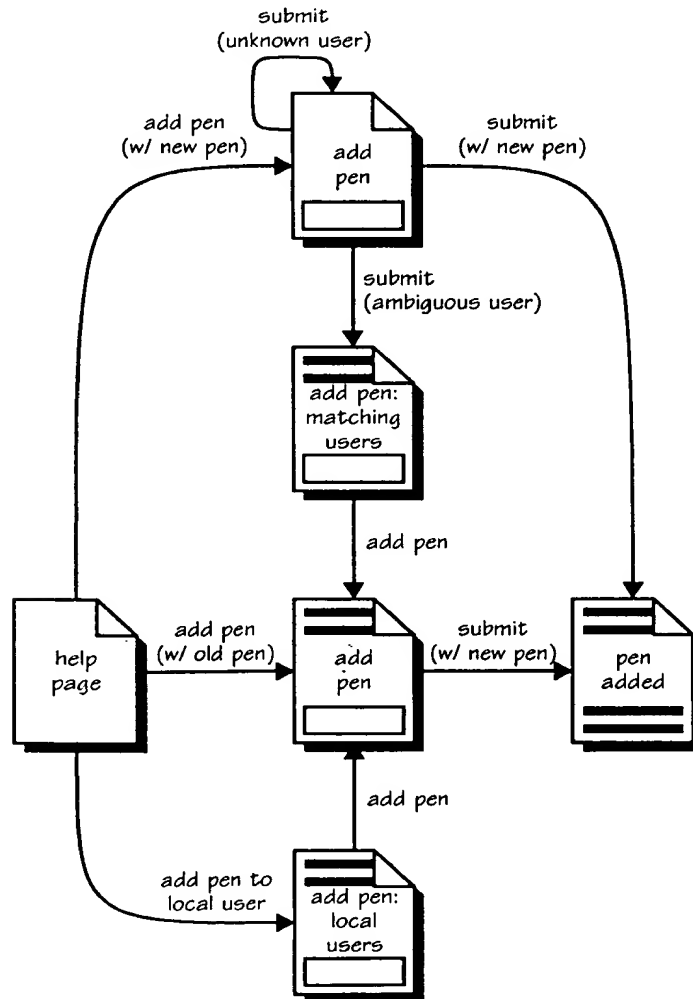 submit
(unknown user)
add pen
(w/ new pen)
add
pen
submit
(w/ new pen)
submit
(ambiguous user)
add pen:
matching
users
add pen
help
page
add pen
(w/ old pen)
add
pen
submit
(w/ new pen)
pen
added
add pen
add pen to
local user
add pen:
local
users